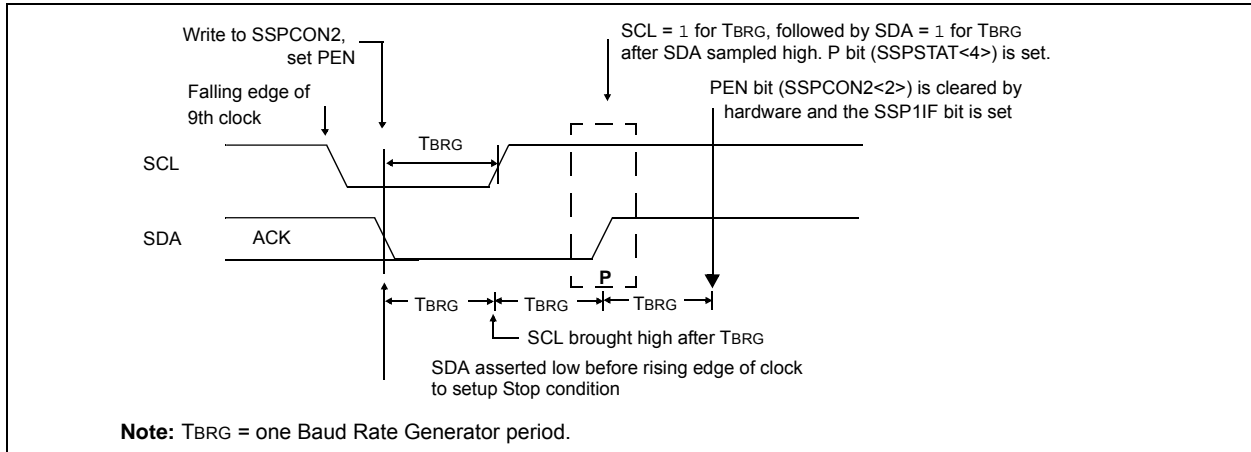 Write to SSPCON2,
set PEN
SCL = 1 for TBRG, followed by SDA = 1 for TBRG
after SDA sampled high. P bit (SSPSTAT<4>) is set.
Falling edge of
9th clock
PEN bit (SSPCON2<2>) is cleared by
hardware and the SSP1IF bit is set
TBRG
SCL
SDA
ACK
P
TBRG
TBRG
TBRG
SCL brought high after TBRG
SDA asserted low before rising edge of clock
to setup Stop condition
Note: TBRG = one Baud Rate Generator period.